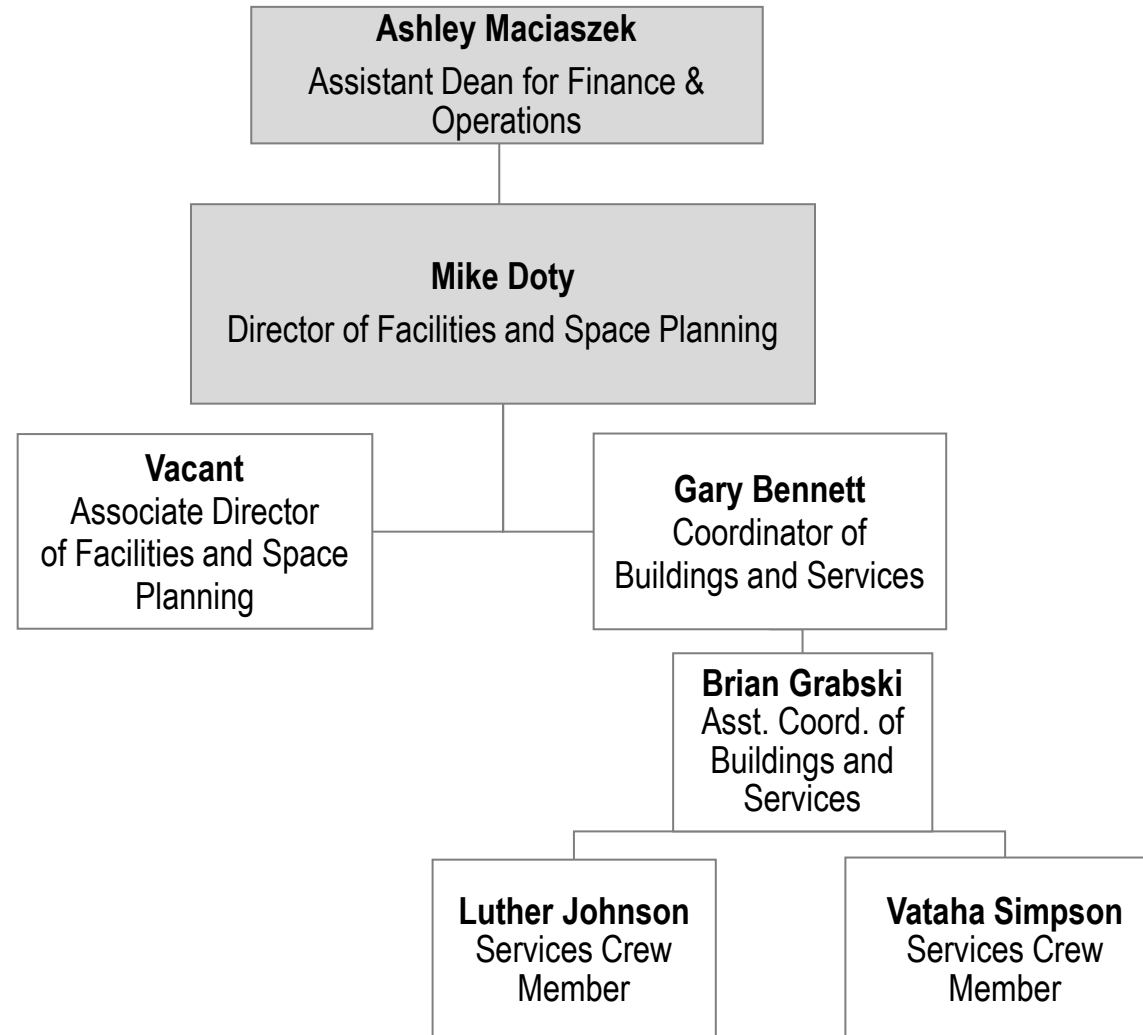 Ashley Maciaszek
Assistant Dean for Finance &
Operations
Mike Doty
Director of Facilities and Space Planning
Vacant
Associate Director
of Facilities and Space
Planning
Gary Bennett
Coordinator of
Buildings and Services
Brian Grabski
Asst. Coord. of
Buildings and
Services
Luther Johnson
Services Crew
Member
Vataha Simpson
Services Crew
Member